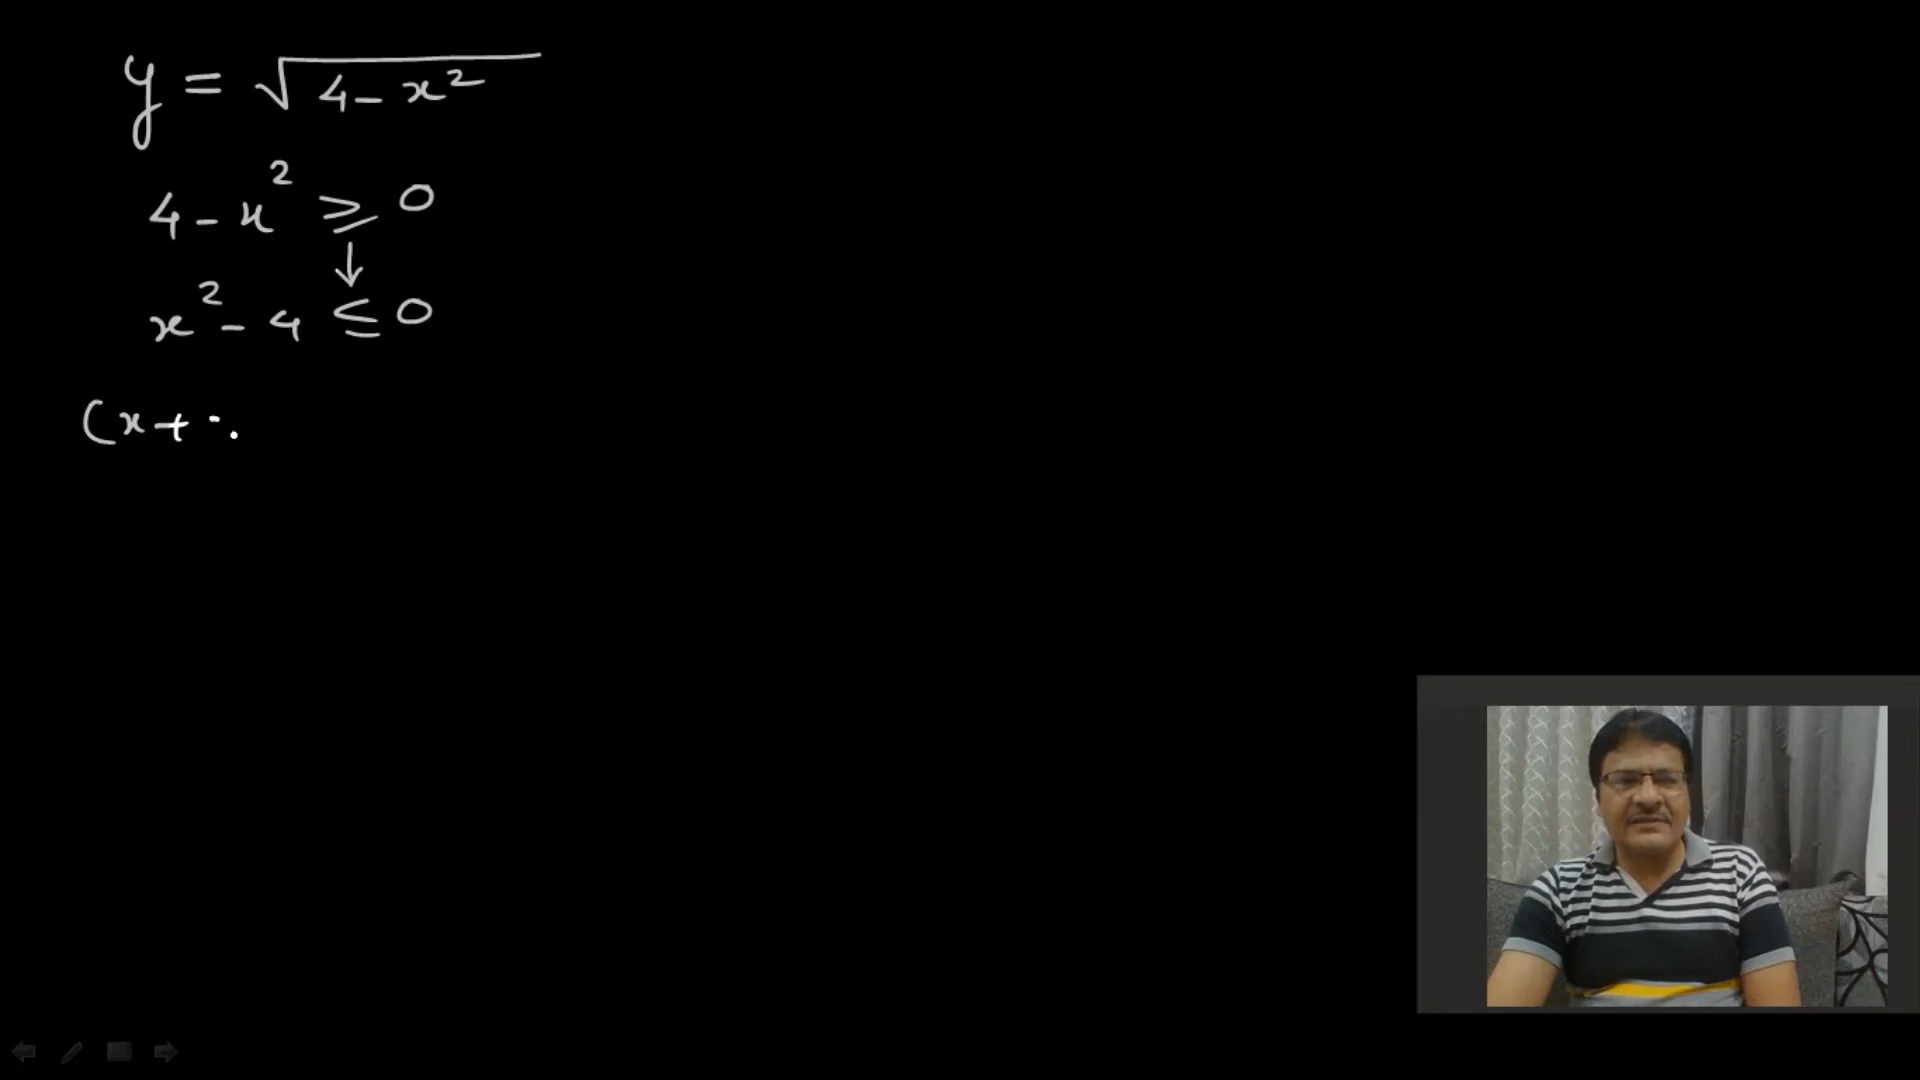 y = √4 - x²
4 - x² ≥ 0
↓
x² - 4 ≤ 0
(x +